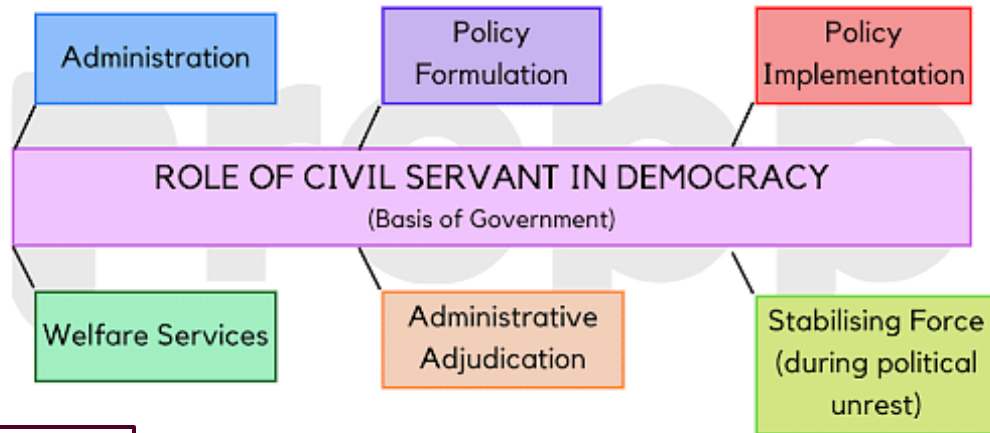 Administration
Policy
Formulation
Policy
Implementation
ROLE OF CIVIL SERVANT IN DEMOCRACY
(Basis of Government)
Welfare Services
Administrative
Adjudication
Stabilising Force
(during political
unrest)